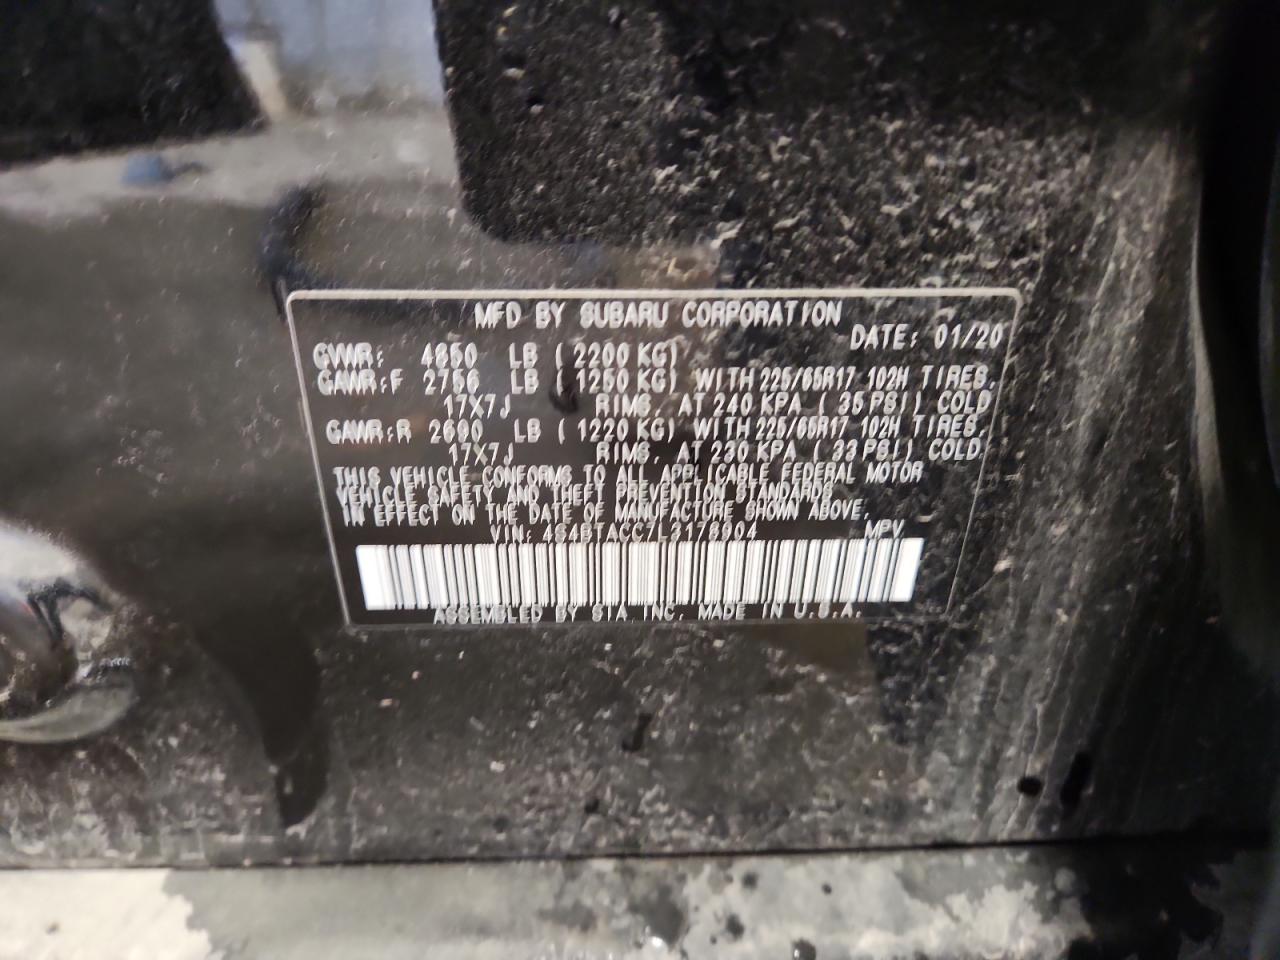 MFD BY SUBARU CORPORATION
DATE: 01/20
GVWR: 4850 LB (2200 KG)
GAWR:F 2756 LB (1250 KG) WITH 225/65R17 102H TIRES,
17X7J RIMS, AT 240 KPA (35 PSI) COLD
GAWR:R 2690 LB (1220 KG) WITH 225/65R17 102H TIRES,
17X7J RIMS, AT 230 KPA (33 PSI) COLD.
THIS VEHICLE CONFORMS TO ALL APPLICABLE FEDERAL MOTOR
VEHICLE SAFETY AND THEFT PREVENTION STANDARDS
IN EFFECT ON THE DATE OF MANUFACTURE SHOWN ABOVE.
VIN: 4S4BTACC7L3178904 MPV
ASSEMBLED BY SIA, INC. MADE IN U.S.A.